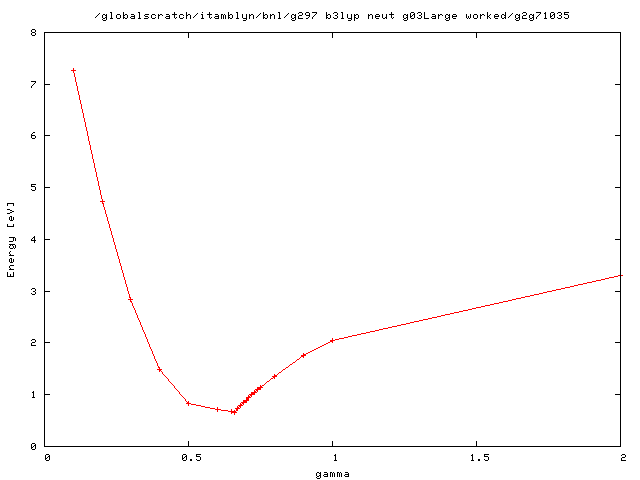 /globalscratch/itamblyn/bnl/g297 b3lyp neut g03Large worked/g2g71035
8
7
6
5
4
3
2
1
0
Energy [eV]
0 0.5 1 1.5 2
gamma